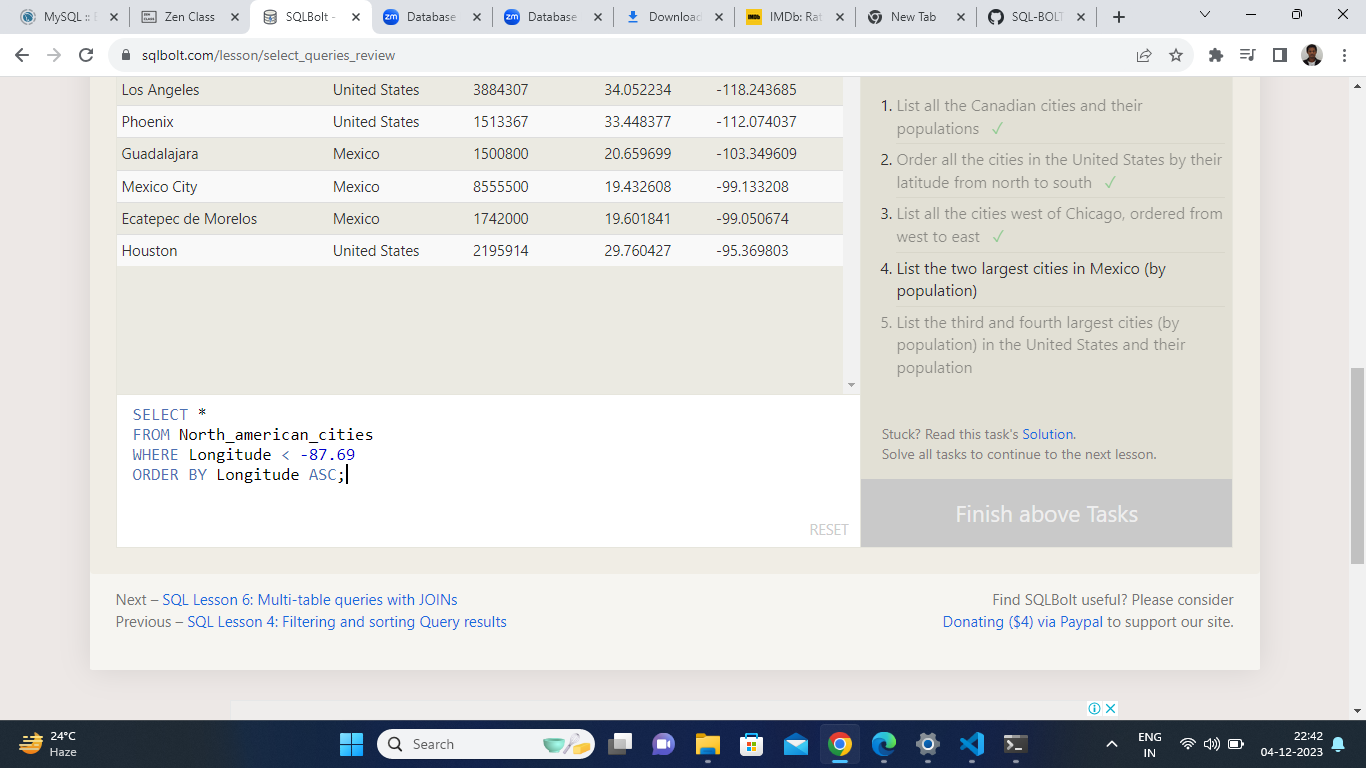 MySQL :: E
Zen Class
SQLBolt -
Database
Database
Download
IMDb: Rat
New Tab
SQL-BOLT
sqlbolt.com/lesson/select_queries_review
Los Angeles United States 3884307 34.052234 -118.243685
Phoenix United States 1513367 33.448377 -112.074037
Guadalajara Mexico 1500800 20.659699 -103.349609
Mexico City Mexico 8555500 19.432608 -99.133208
Ecatepec de Morelos Mexico 1742000 19.601841 -99.050674
Houston United States 2195914 29.760427 -95.369803
SELECT *
FROM North_american_cities
WHERE Longitude < -87.69
ORDER BY Longitude ASC;
RESET
1. List all the Canadian cities and their
populations ✓
2. Order all the cities in the United States by their
latitude from north to south ✓
3. List all the cities west of Chicago, ordered from
west to east ✓
4. List the two largest cities in Mexico (by
population)
5. List the third and fourth largest cities (by
population) in the United States and their
population
Stuck? Read this task's Solution.
Solve all tasks to continue to the next lesson.
Finish above Tasks
Next – SQL Lesson 6: Multi-table queries with JOINs
Previous – SQL Lesson 4: Filtering and sorting Query results
Find SQLBolt useful? Please consider
Donating ($4) via Paypal to support our site.
24°C
Haze
Search
ENG
IN
22:42
04-12-2023